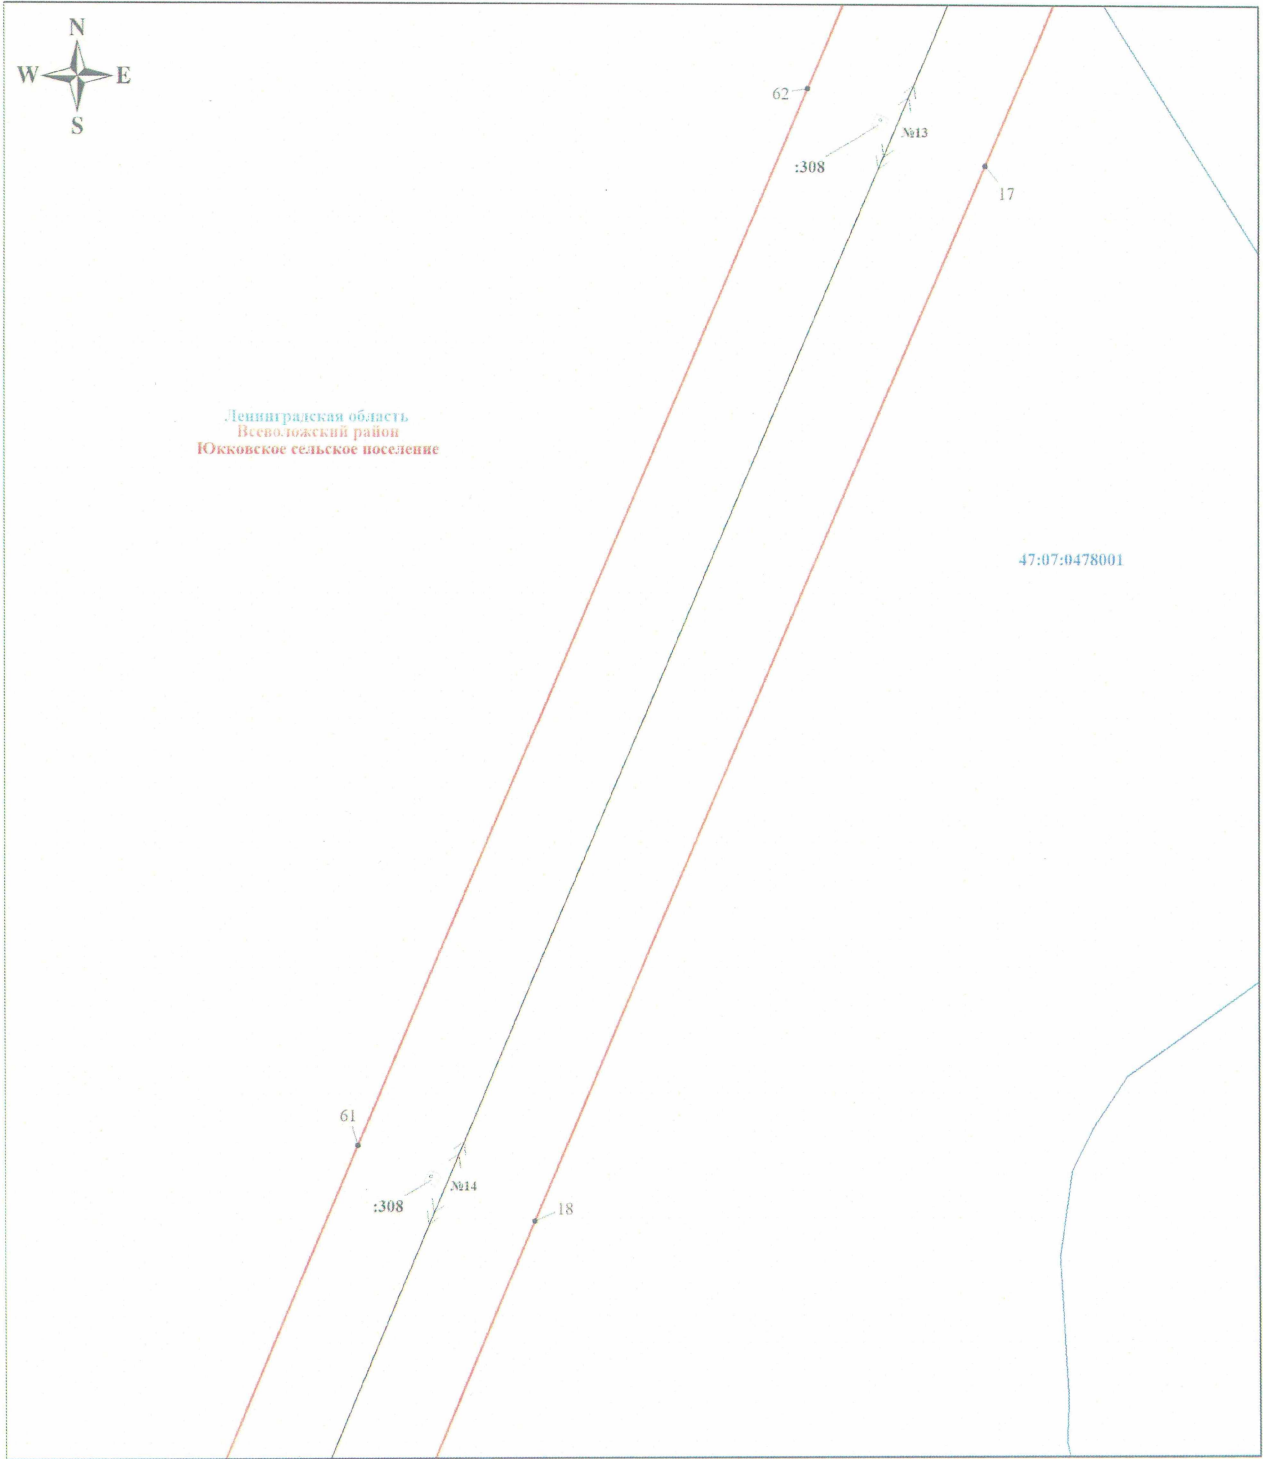 N
W E
S
62
№13
:308
17
Ленинградская область
Всеволожский район
Юкковское сельское поселение
47:07:0478001
61
№14
:308
18